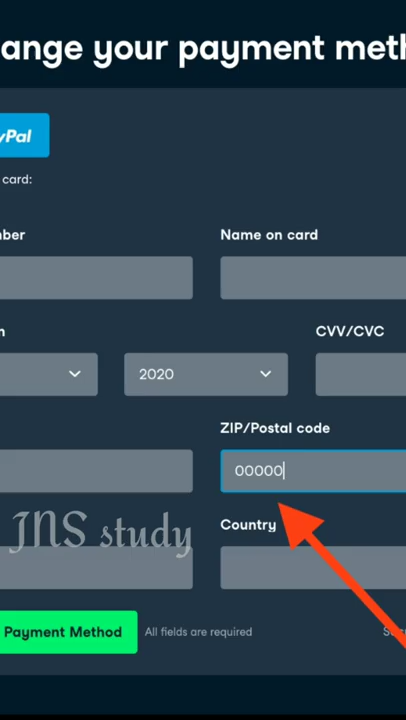 ange your payment meth
yPal
card:
ber
Name on card
CVV/CVC
2020
ZIP/Postal code
00000
JNS study
Country
Payment Method
All fields are required